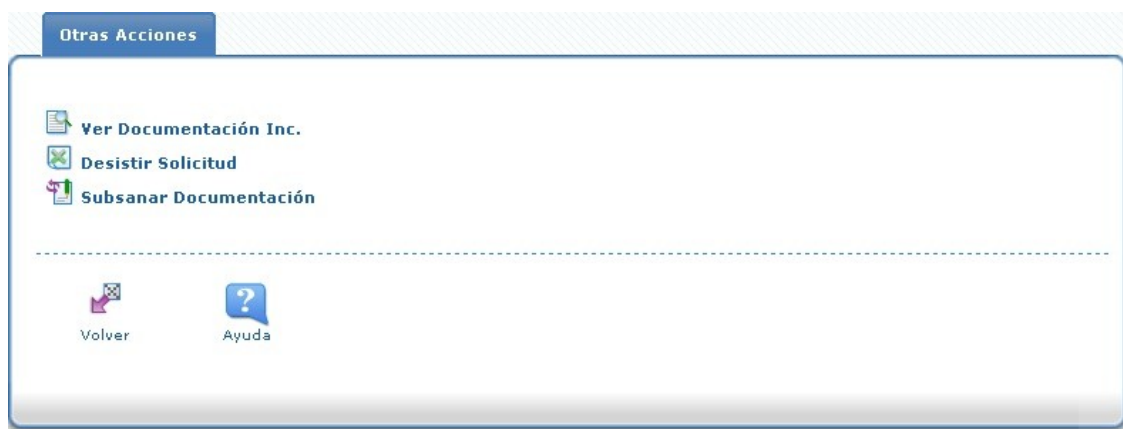 Otras Acciones
Ver Documentación Inc.
Desistir Solicitud
Subsanar Documentación
?
Volver
Ayuda